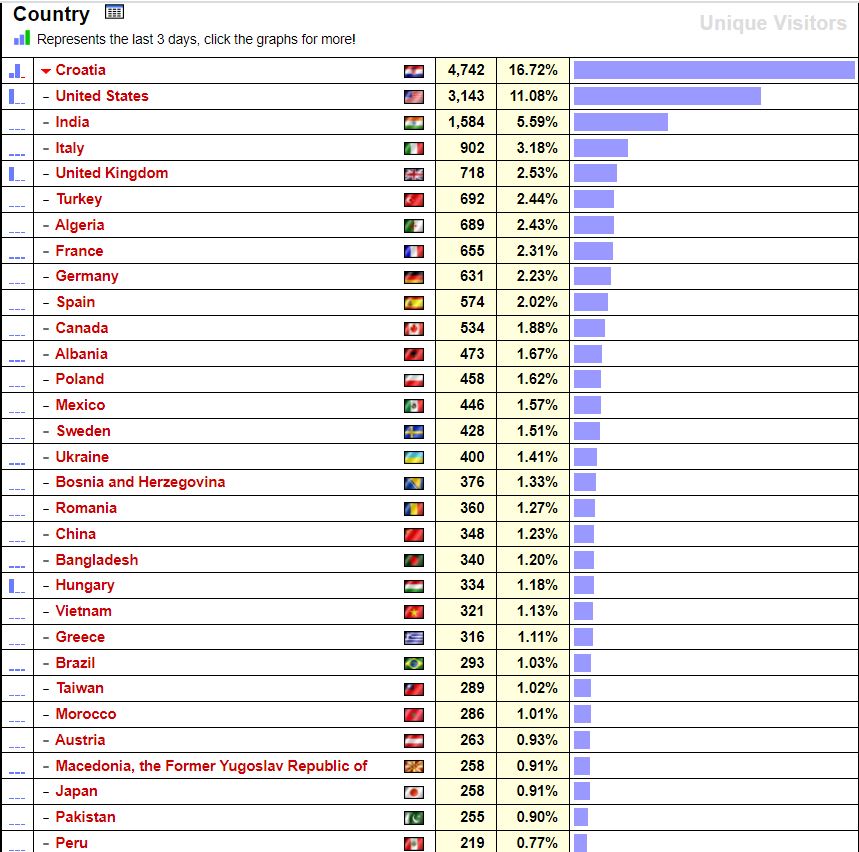 Country
Unique Visitors
Represents the last 3 days, click the graphs for more!
Croatia 4,742 16.72%
– United States 3,143 11.08%
– India 1,584 5.59%
– Italy 902 3.18%
– United Kingdom 718 2.53%
– Turkey 692 2.44%
– Algeria 689 2.43%
– France 655 2.31%
– Germany 631 2.23%
– Spain 574 2.02%
– Canada 534 1.88%
– Albania 473 1.67%
– Poland 458 1.62%
– Mexico 446 1.57%
– Sweden 428 1.51%
– Ukraine 400 1.41%
– Bosnia and Herzegovina 376 1.33%
– Romania 360 1.27%
– China 348 1.23%
– Bangladesh 340 1.20%
– Hungary 334 1.18%
– Vietnam 321 1.13%
– Greece 316 1.11%
– Brazil 293 1.03%
– Taiwan 289 1.02%
– Morocco 286 1.01%
– Austria 263 0.93%
– Macedonia, the Former Yugoslav Republic of 258 0.91%
– Japan 258 0.91%
– Pakistan 255 0.90%
– Peru 219 0.77%